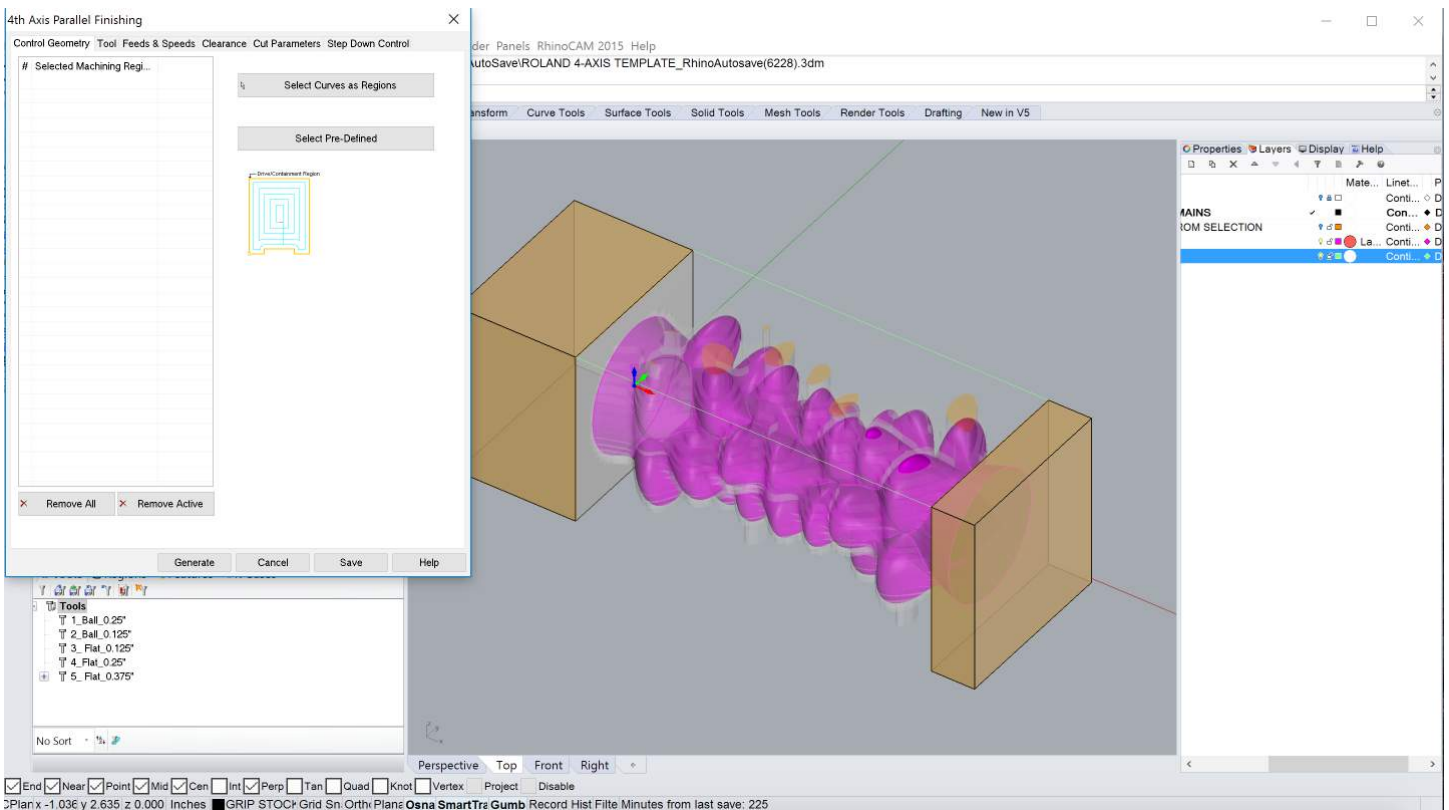 4th Axis Parallel Finishing
Control Geometry Tool Feeds & Speeds Clearance Cut Parameters Step Down Control
# Selected Machining Regi...
Select Curves as Regions
Select Pre-Defined
Drive/Containment Region
Remove All Remove Active
Generate Cancel Save Help
der Panels RhinoCAM 2015 Help
utoSave\ROLAND 4-AXIS TEMPLATE_RhinoAutosave(6228).3dm
ansform Curve Tools Surface Tools Solid Tools Mesh Tools Render Tools Drafting New in V5
Properties Layers Display Help
Mate... Linet... P
Conti... D
MAINS Con... D
ROM SELECTION Conti... D
La... Conti... D
Conti... D
Tools
1_Ball_0.25"
2_Ball_0.125"
3_ Flat_0.125"
4_Flat_0.25"
5_ Flat_0.375"
No Sort
Perspective Top Front Right
End Near Point Mid Cen Int Perp Tan Quad Knot Vertex Project Disable
CPlan x -1.036 y 2.635 z 0.000 Inches GRIP STOCK Grid Sn Ortho Plana Osna SmartTra Gumb Record Hist Filte Minutes from last save: 225